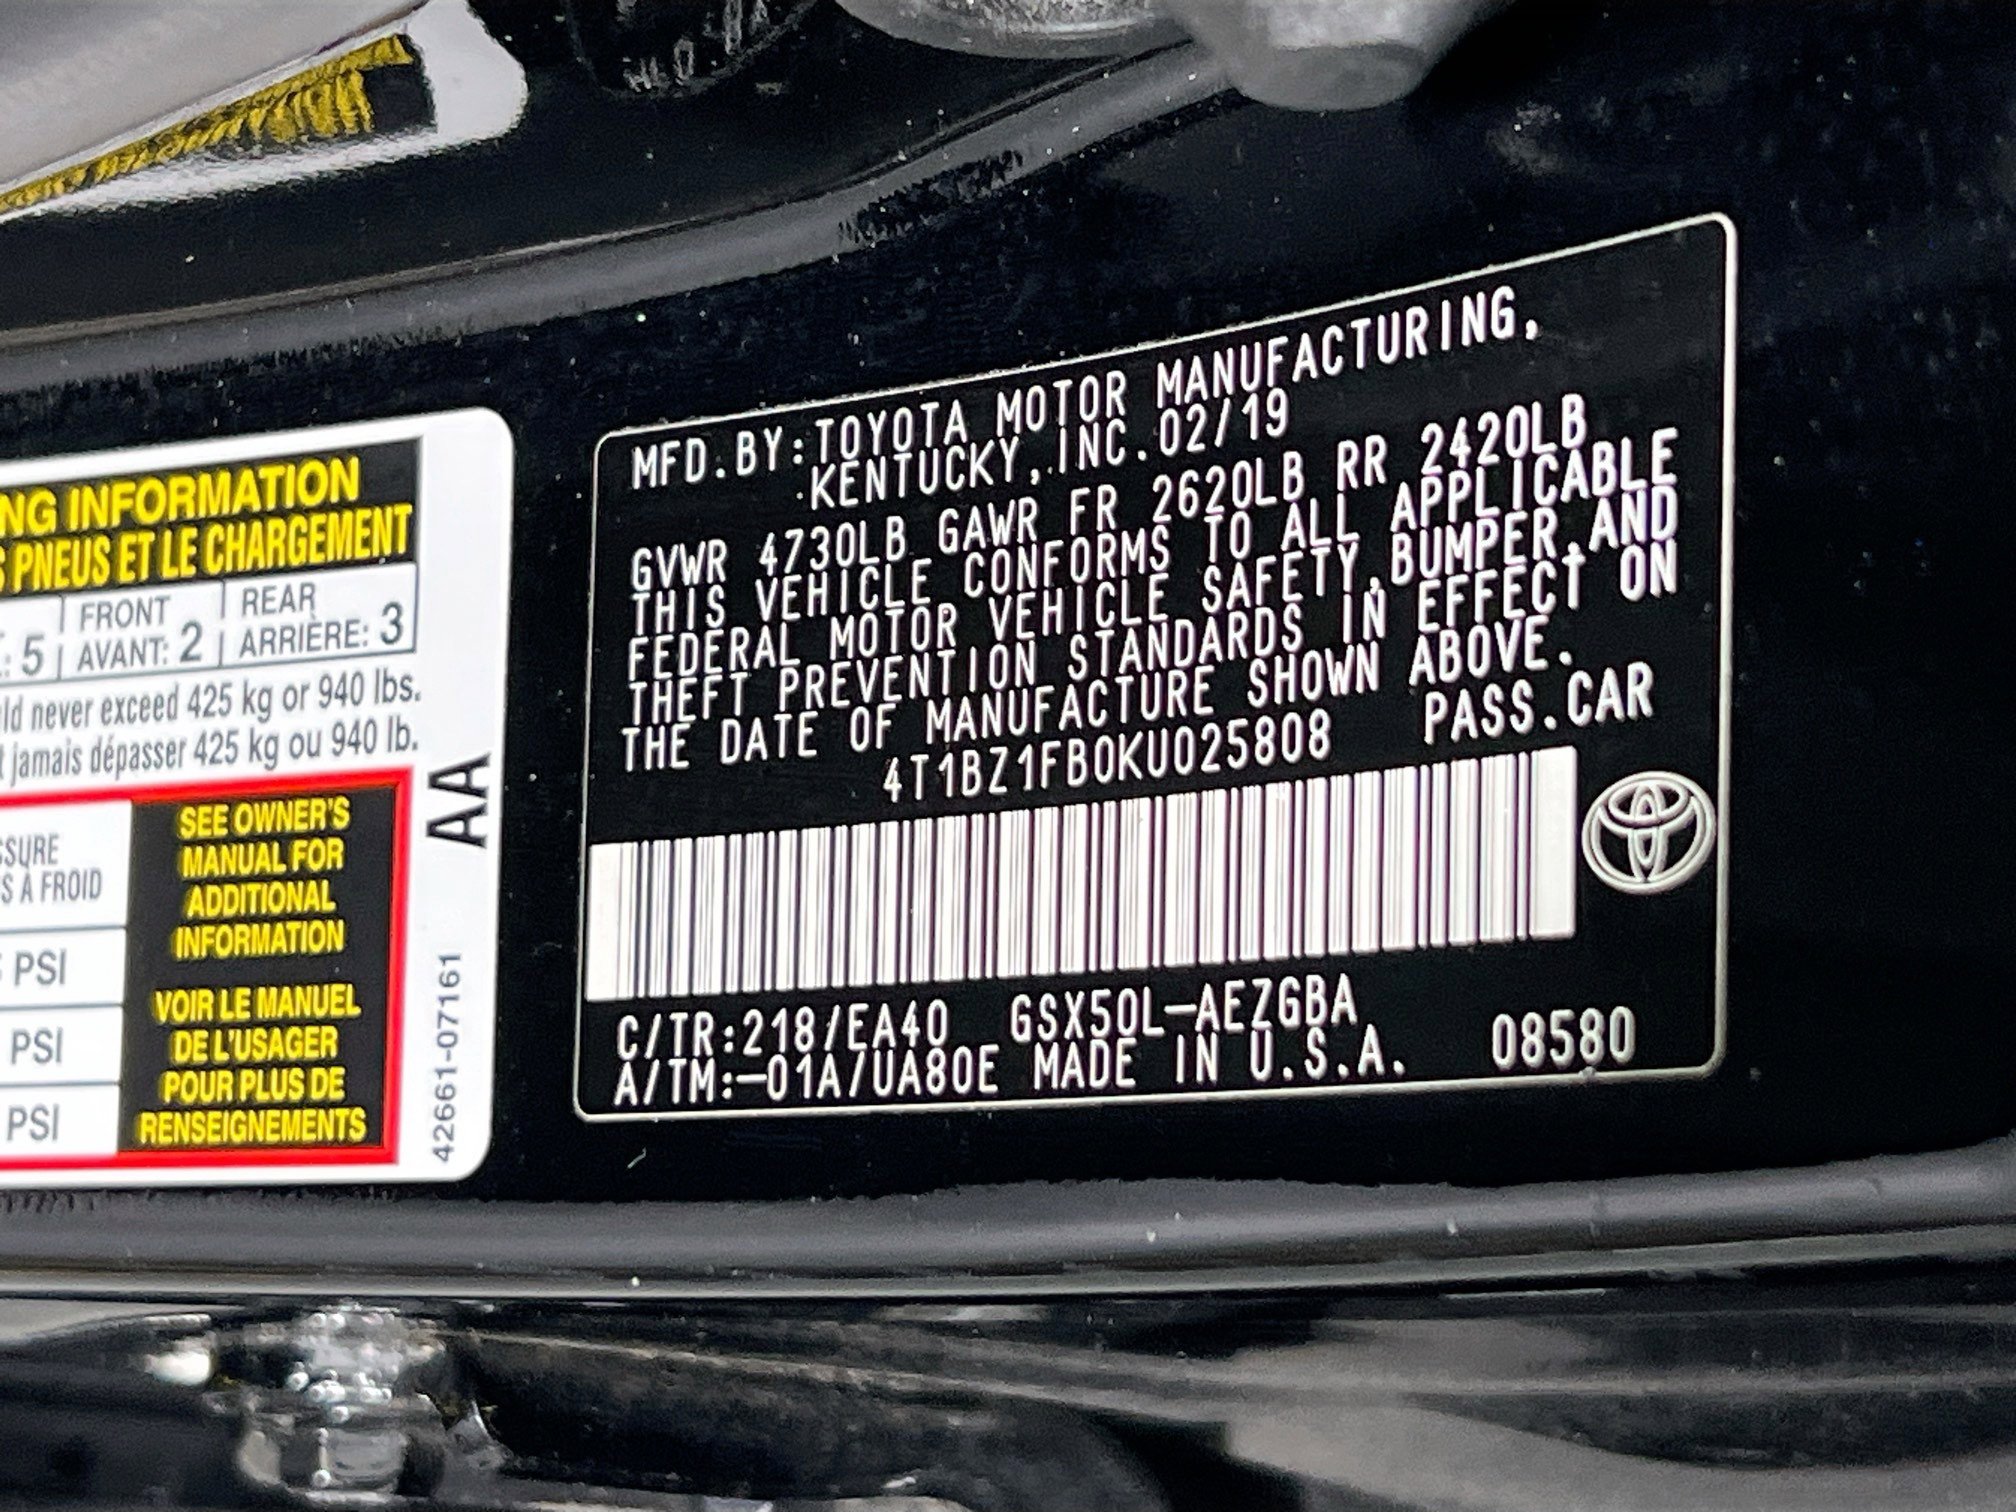 NG INFORMATION
S PNEUS ET LE CHARGEMENT
FRONT REAR
: 5 AVANT: 2 ARRIÈRE: 3
ld never exceed 425 kg or 940 lbs.
t jamais dépasser 425 kg ou 940 lb.
SSURE
S À FROID
PSI
PSI
PSI
SEE OWNER'S
MANUAL FOR
ADDITIONAL
INFORMATION
VOIR LE MANUEL
DE L'USAGER
POUR PLUS DE
RENSEIGNEMENTS
AA
42661-07161
MFD.BY:TOYOTA MOTOR MANUFACTURING,
KENTUCKY,INC.02/19
GVWR 4730LB GAWR FR 2620LB RR 2420LB
THIS VEHICLE CONFORMS TO ALL APPLICABLE
FEDERAL MOTOR VEHICLE SAFETY,BUMPER,AND
THEFT PREVENTION STANDARDS IN EFFECT ON
THE DATE OF MANUFACTURE SHOWN ABOVE.
4T1BZ1FB0KU025808 PASS.CAR
C/TR:218/EA40 GSX50L-AEZGBA
A/TM:-01A/UA80E MADE IN U.S.A. 08580